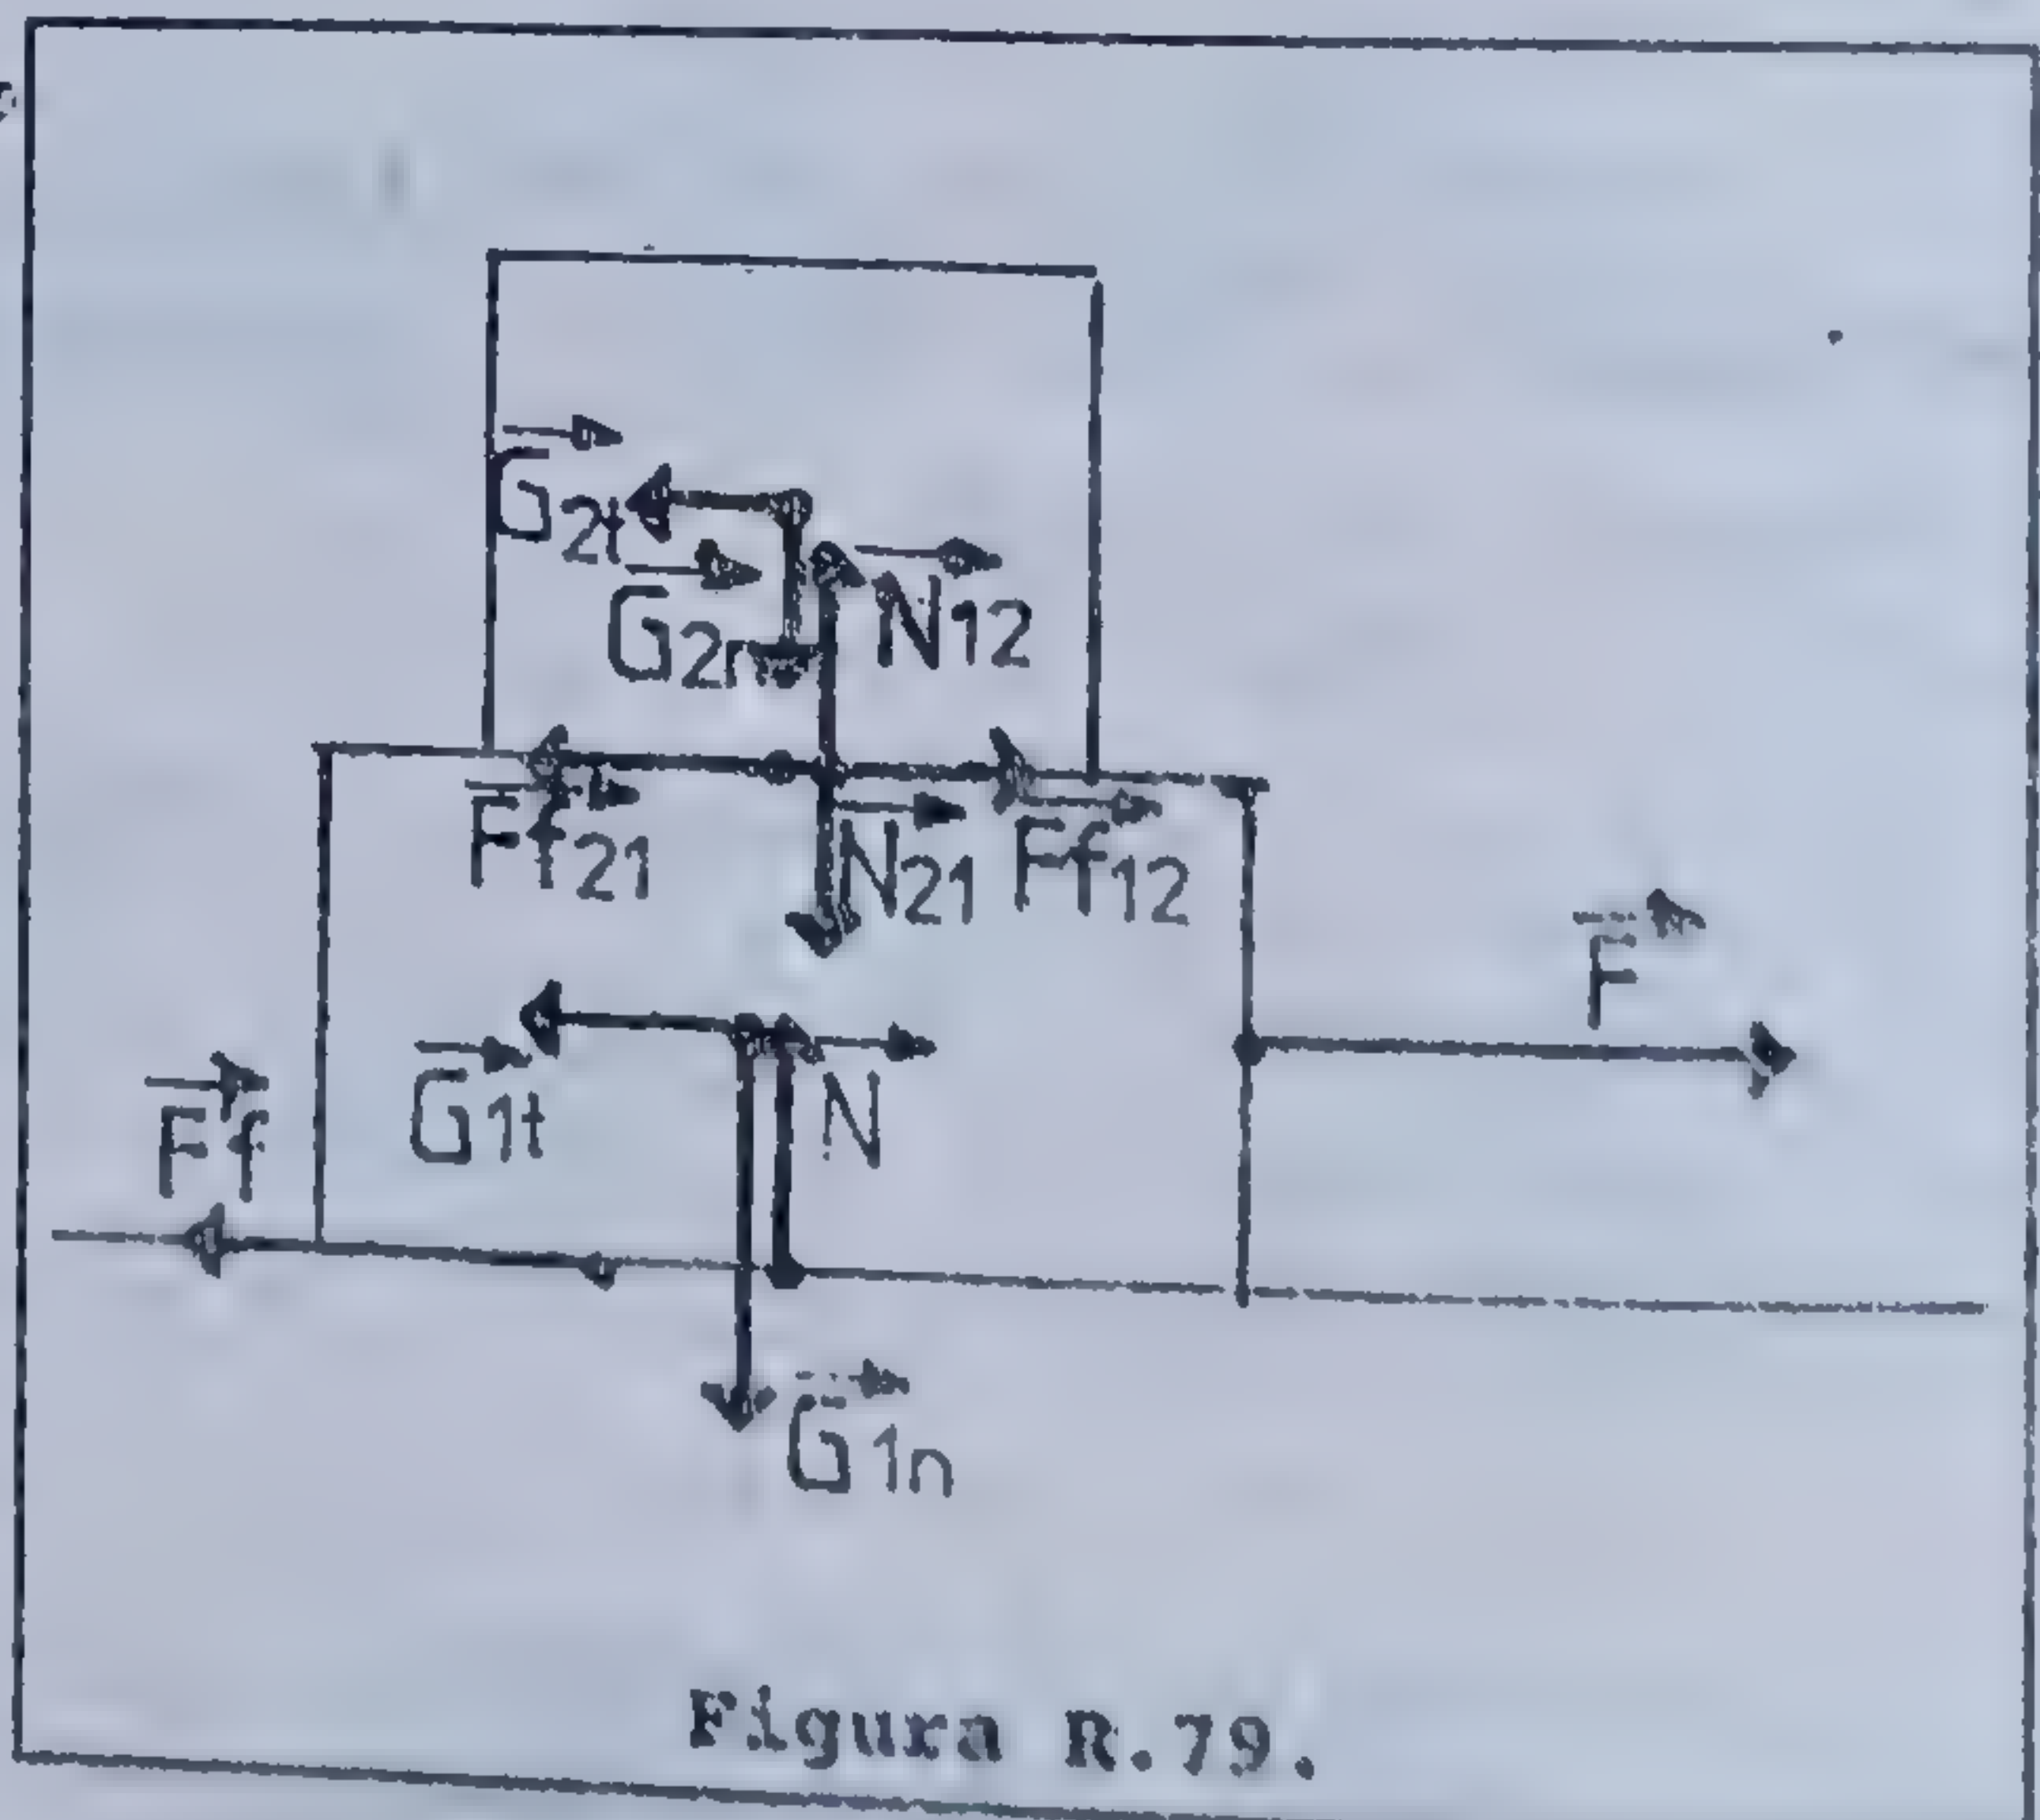 G2t
G2n N12
Ff21 N21 Ff12
F
G1t N
Ff
G1n
Figura R.79.